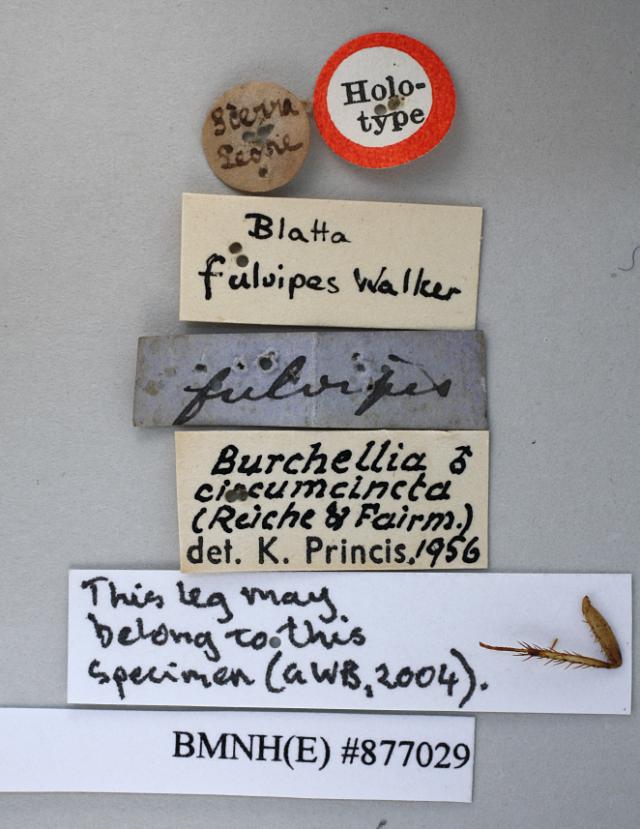 Sierra
Leone
Holo-
type
Blatta
fulvipes Walker
fulvipes
Burchellia ♂
circumcincta
(Reiche & Fairm.)
det. K. Princis, 1956
This leg may
belong to this
specimen (GWB, 2004).
BMNH(E) #877029